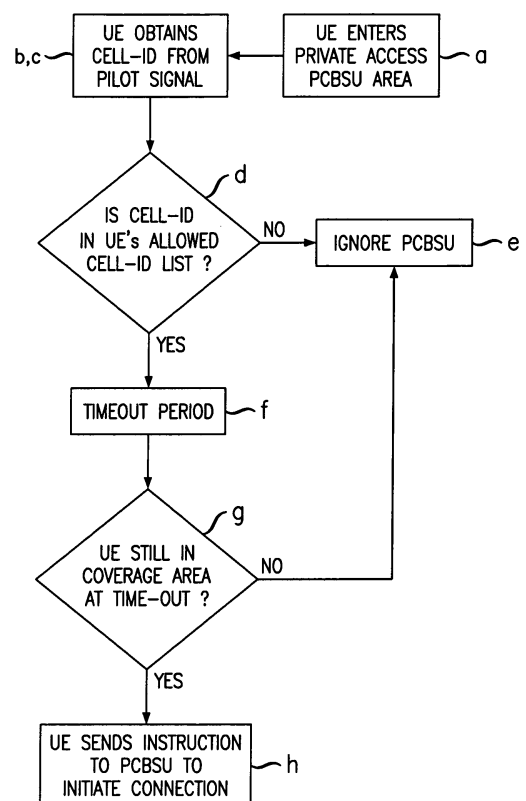 b,c
UE OBTAINS
CELL-ID FROM
PILOT SIGNAL
UE ENTERS
PRIVATE ACCESS
PCBSU AREA
a
d
IS CELL-ID
IN UE's ALLOWED
CELL-ID LIST ?
NO
IGNORE PCBSU
e
YES
TIMEOUT PERIOD
f
g
UE STILL IN
COVERAGE AREA
AT TIME-OUT ?
NO
YES
UE SENDS INSTRUCTION
TO PCBSU TO
INITIATE CONNECTION
h